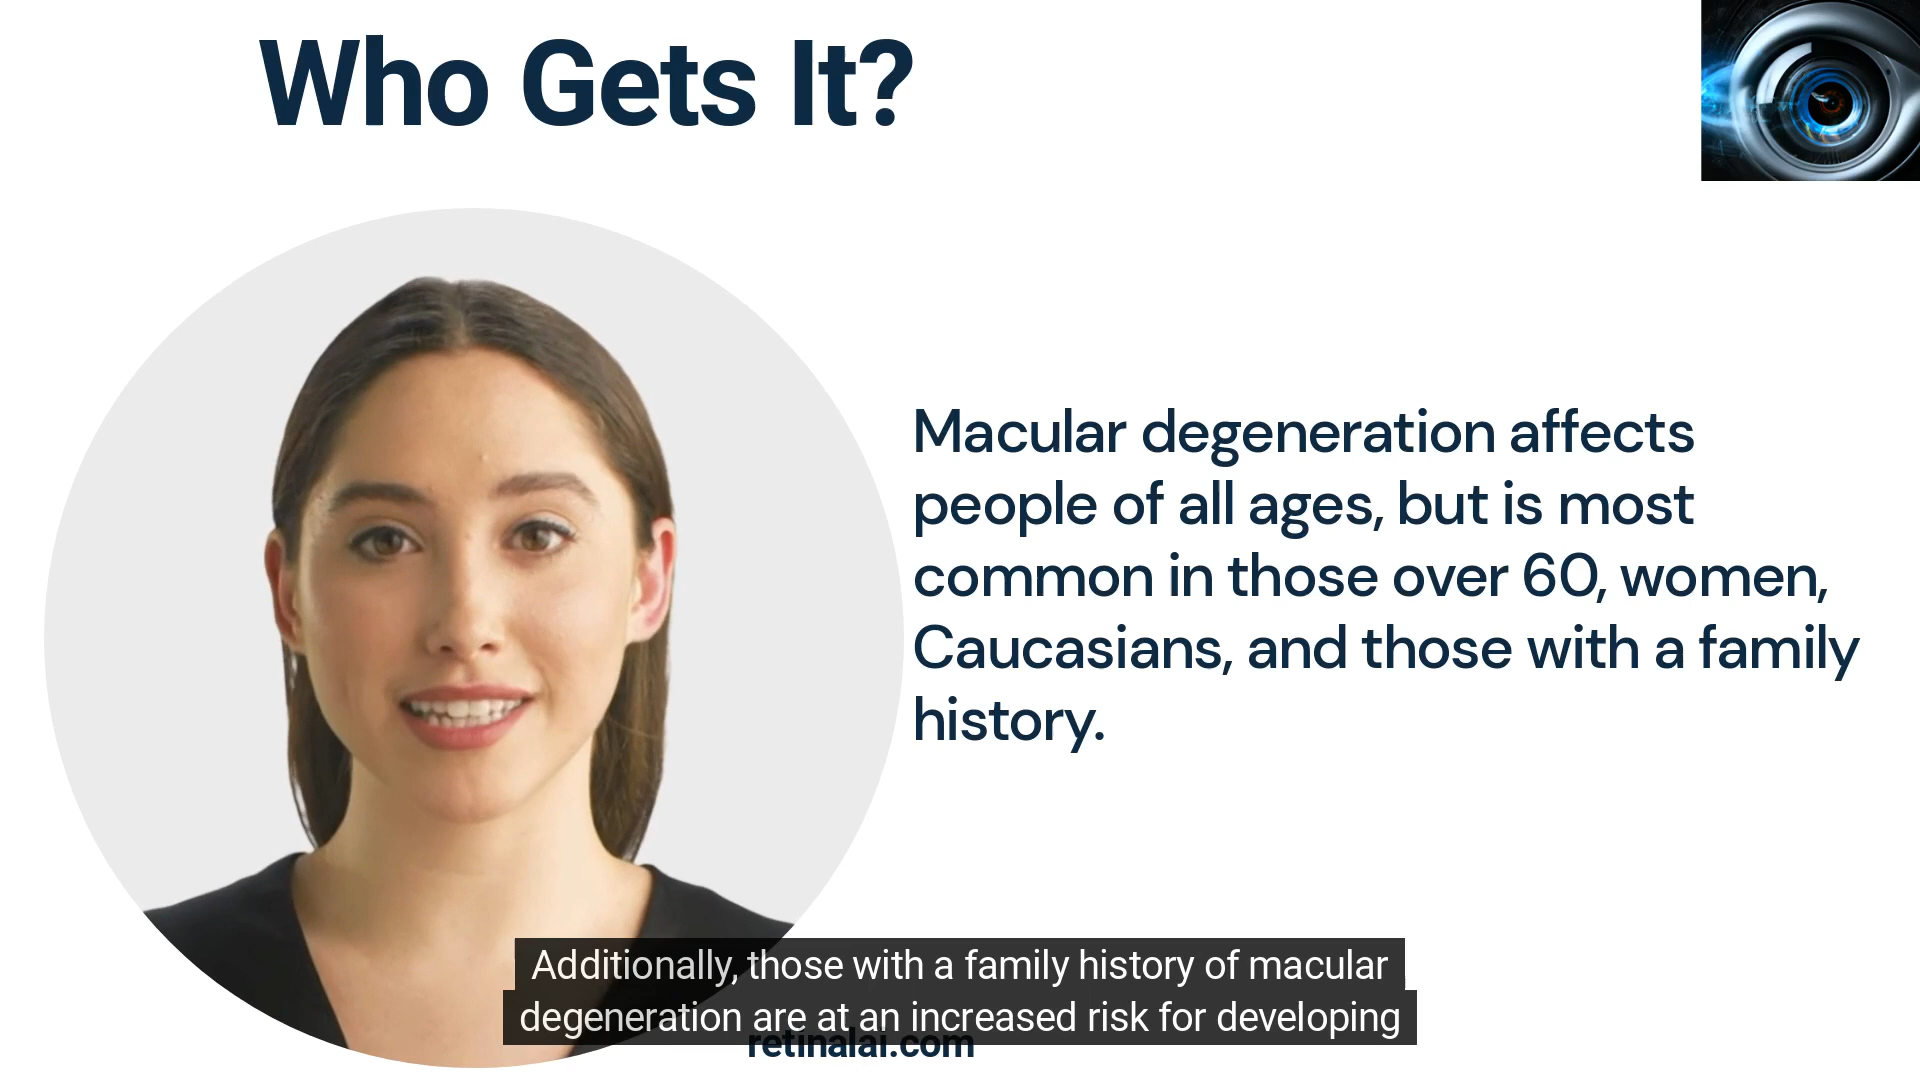 Who Gets It?
Macular degeneration affects
people of all ages, but is most
common in those over 60, women,
Caucasians, and those with a family
history.
Additionally, those with a family history of macular
degeneration are at an increased risk for developing
retinalai.com